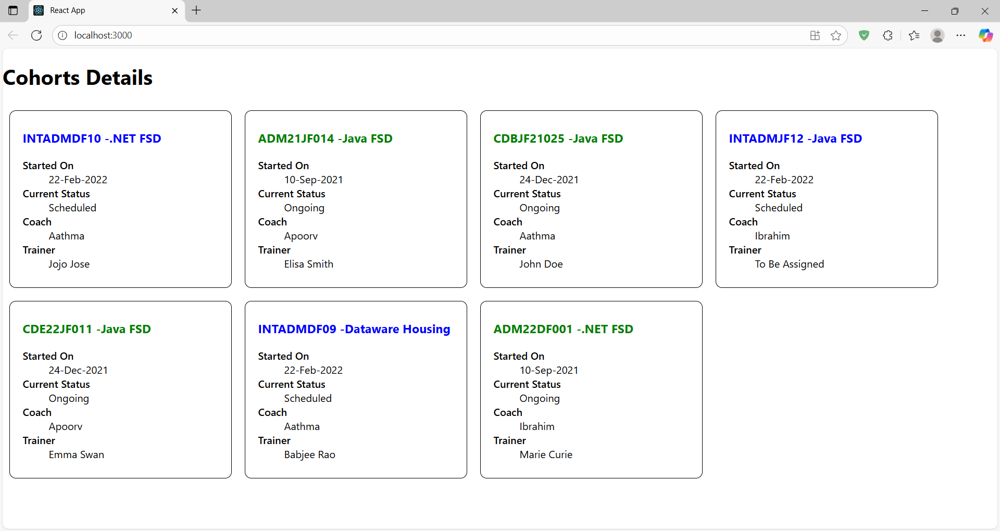 React App
localhost:3000
Cohorts Details
INTADMDF10 -.NET FSD
Started On
22-Feb-2022
Current Status
Scheduled
Coach
Aathma
Trainer
Jojo Jose
ADM21JF014 -Java FSD
Started On
10-Sep-2021
Current Status
Ongoing
Coach
Apoorv
Trainer
Elisa Smith
CDBJF21025 -Java FSD
Started On
24-Dec-2021
Current Status
Ongoing
Coach
Aathma
Trainer
John Doe
INTADMJF12 -Java FSD
Started On
22-Feb-2022
Current Status
Scheduled
Coach
Ibrahim
Trainer
To Be Assigned
CDE22JF011 -Java FSD
Started On
24-Dec-2021
Current Status
Ongoing
Coach
Apoorv
Trainer
Emma Swan
INTADMDF09 -Dataware Housing
Started On
22-Feb-2022
Current Status
Scheduled
Coach
Aathma
Trainer
Babjee Rao
ADM22DF001 -.NET FSD
Started On
10-Sep-2021
Current Status
Ongoing
Coach
Ibrahim
Trainer
Marie Curie